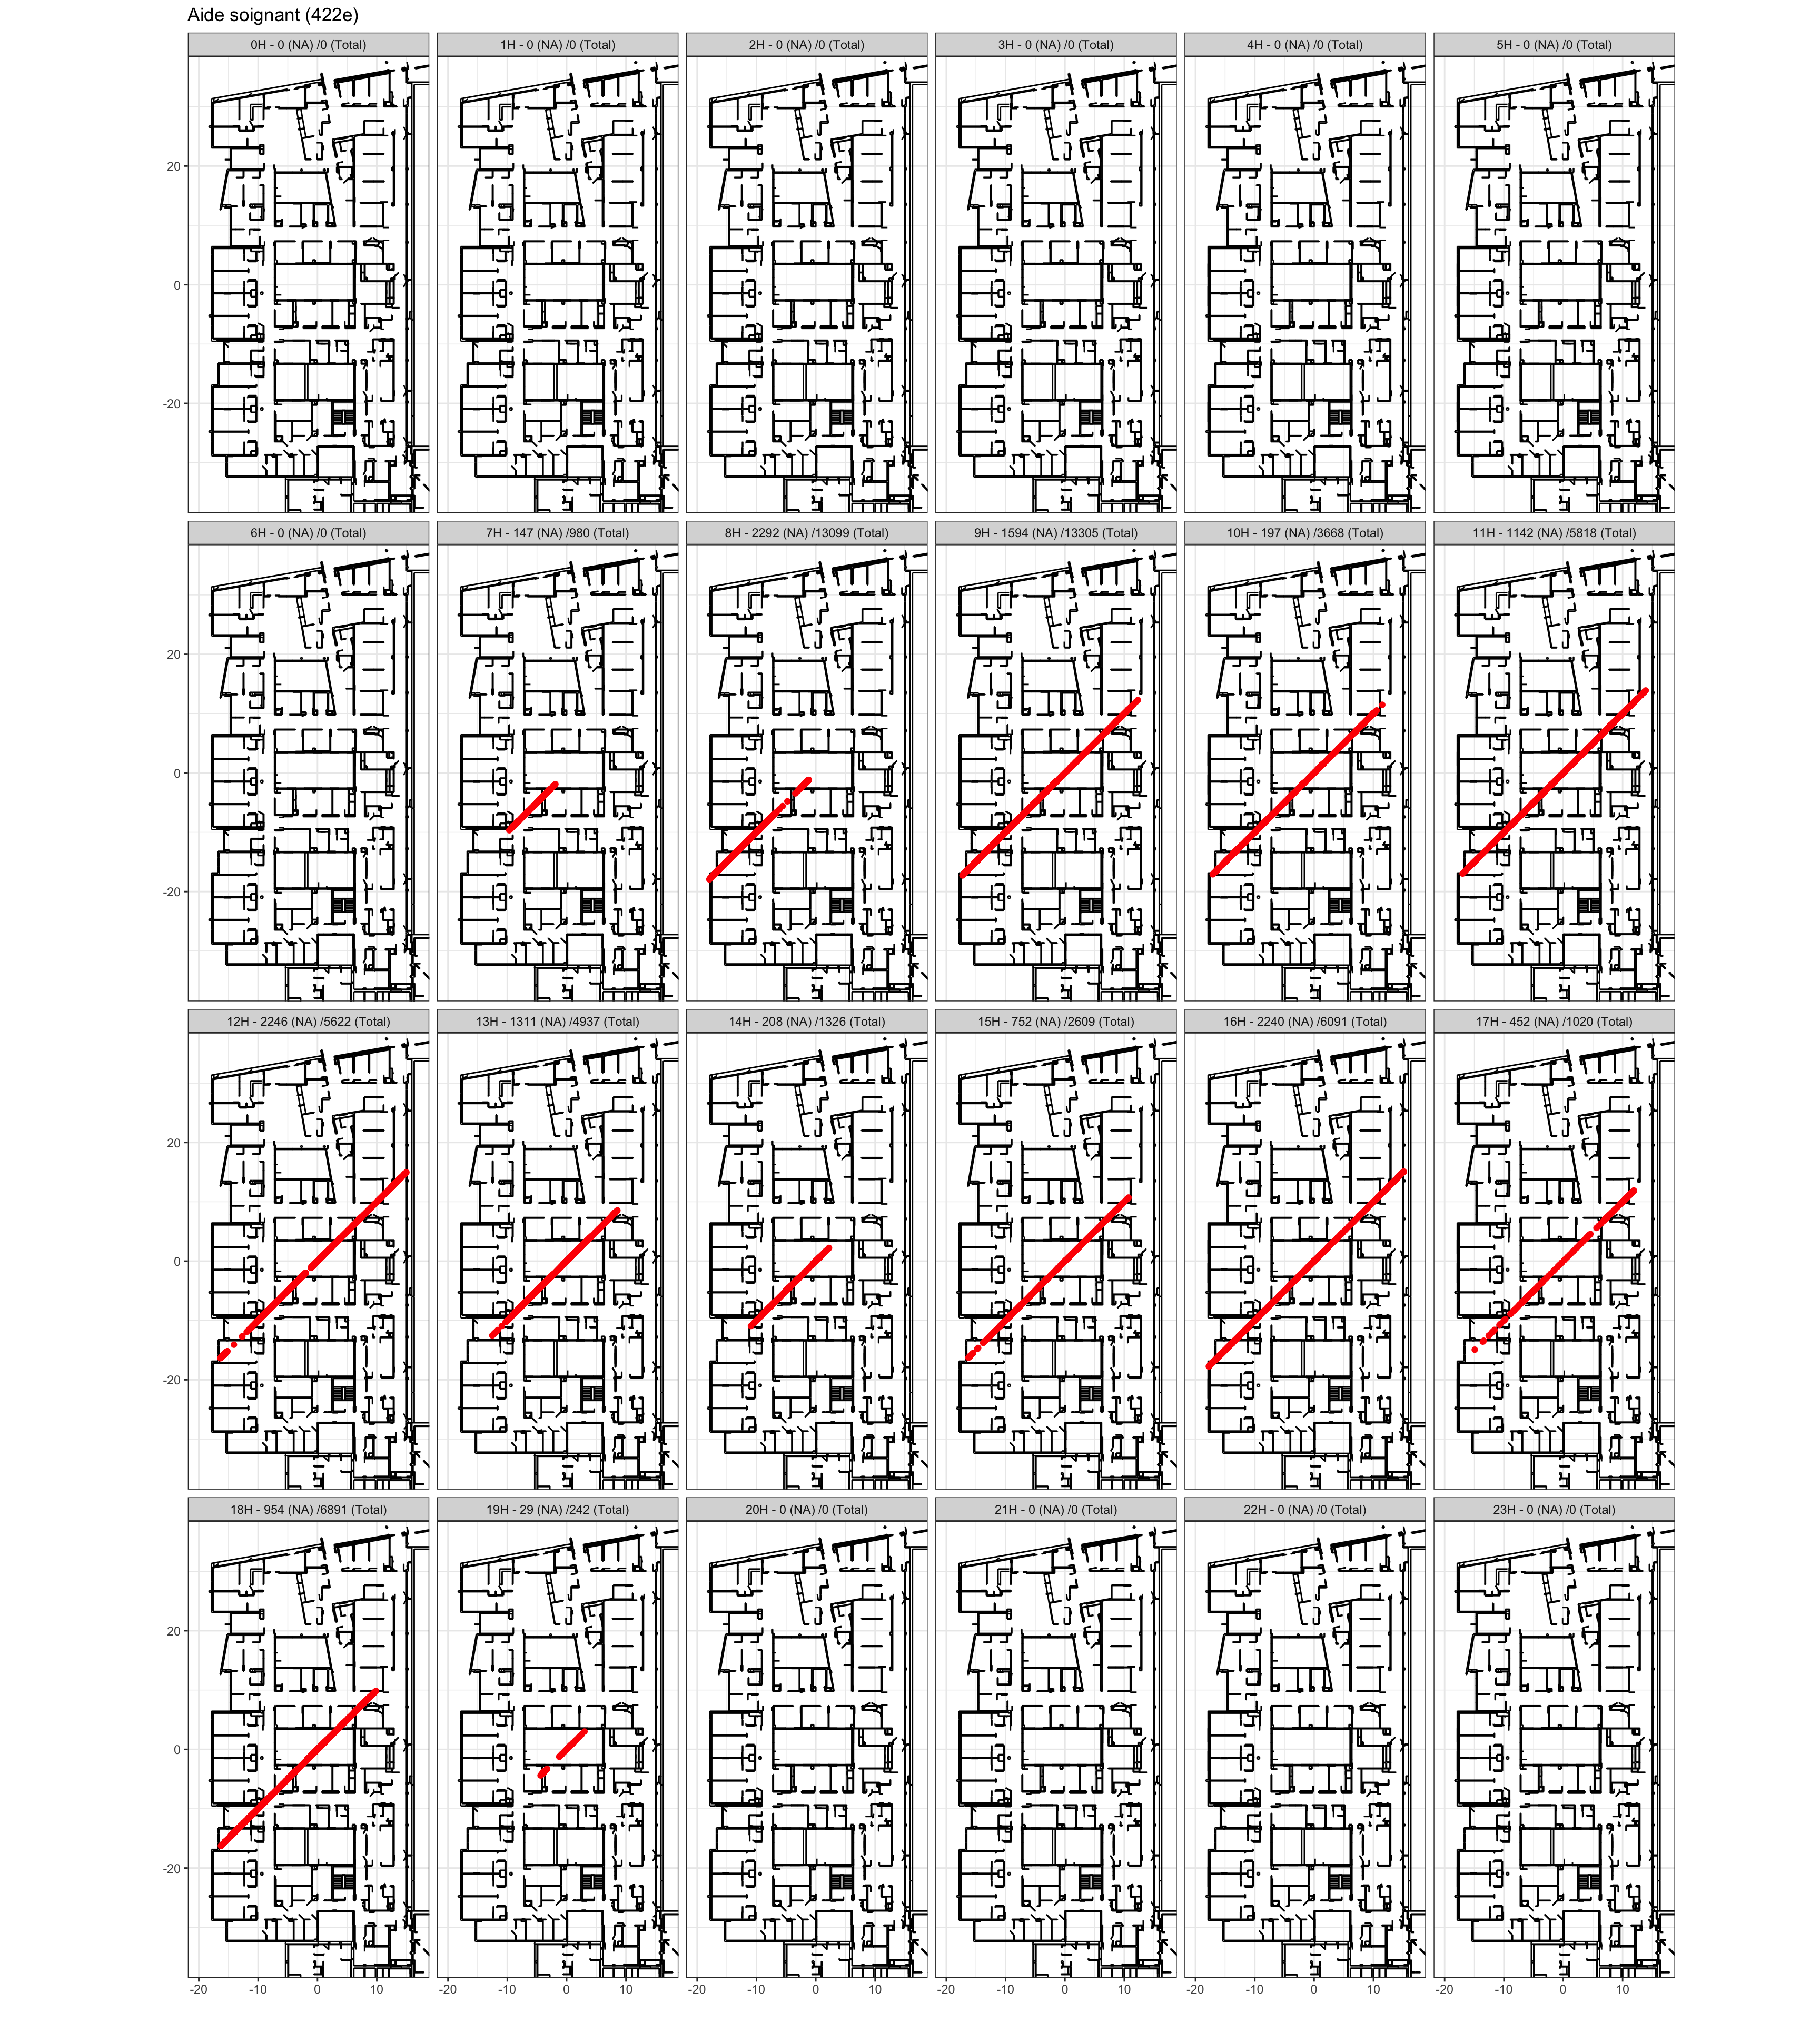 Aide soignant (422e)
0H - 0 (NA) /0 (Total) 1H - 0 (NA) /0 (Total) 2H - 0 (NA) /0 (Total) 3H - 0 (NA) /0 (Total) 4H - 0 (NA) /0 (Total) 5H - 0 (NA) /0 (Total)
20
0
-20
6H - 0 (NA) /0 (Total) 7H - 147 (NA) /980 (Total) 8H - 2292 (NA) /13099 (Total) 9H - 1594 (NA) /13305 (Total) 10H - 197 (NA) /3668 (Total) 11H - 1142 (NA) /5818 (Total)
20
0
-20
12H - 2246 (NA) /5622 (Total) 13H - 1311 (NA) /4937 (Total) 14H - 208 (NA) /1326 (Total) 15H - 752 (NA) /2609 (Total) 16H - 2240 (NA) /6091 (Total) 17H - 452 (NA) /1020 (Total)
20
0
-20
18H - 954 (NA) /6891 (Total) 19H - 29 (NA) /242 (Total) 20H - 0 (NA) /0 (Total) 21H - 0 (NA) /0 (Total) 22H - 0 (NA) /0 (Total) 23H - 0 (NA) /0 (Total)
20
0
-20
-20 -10 0 10 -20 -10 0 10 -20 -10 0 10 -20 -10 0 10 -20 -10 0 10 -20 -10 0 10